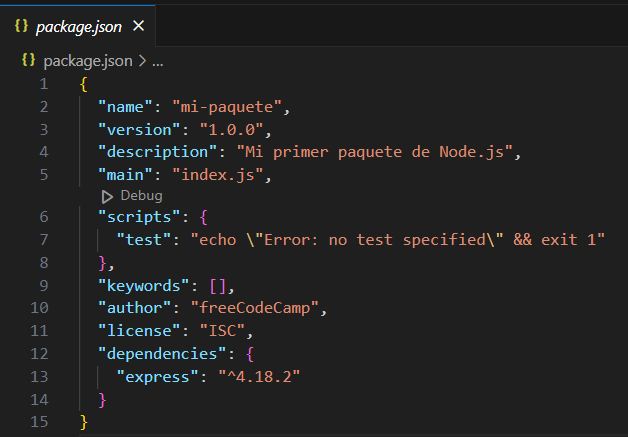 {} package.json ×
{} package.json > ...
1 {
2 "name": "mi-paquete",
3 "version": "1.0.0",
4 "description": "Mi primer paquete de Node.js",
5 "main": "index.js",
Debug
6 "scripts": {
7 "test": "echo \"Error: no test specified\" && exit 1"
8 },
9 "keywords": [],
10 "author": "freeCodeCamp",
11 "license": "ISC",
12 "dependencies": {
13 "express": "^4.18.2"
14 }
15 }